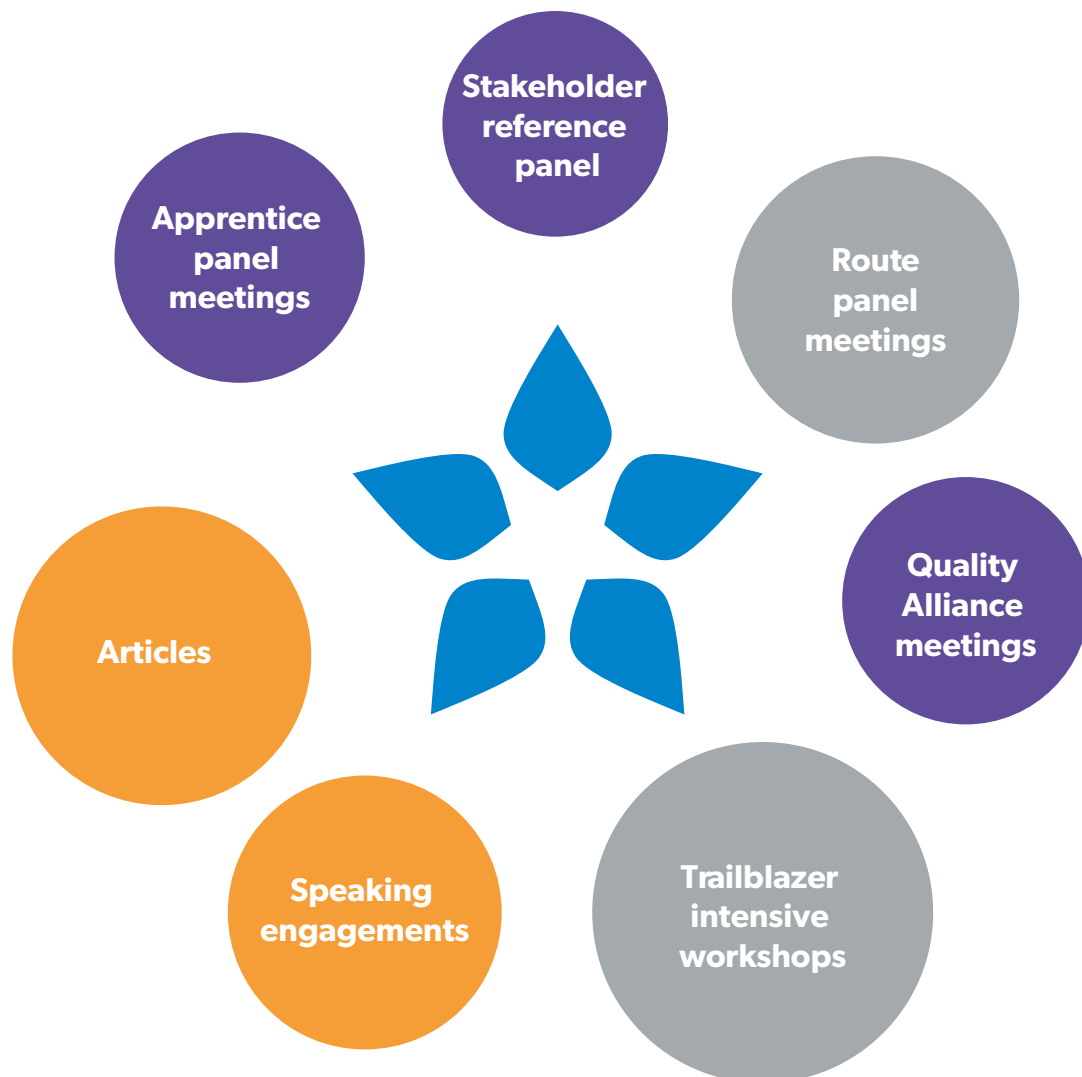 Stakeholder
reference
panel
Apprentice
panel
meetings
Route
panel
meetings
Quality
Alliance
meetings
Articles
Speaking
engagements
Trailblazer
intensive
workshops